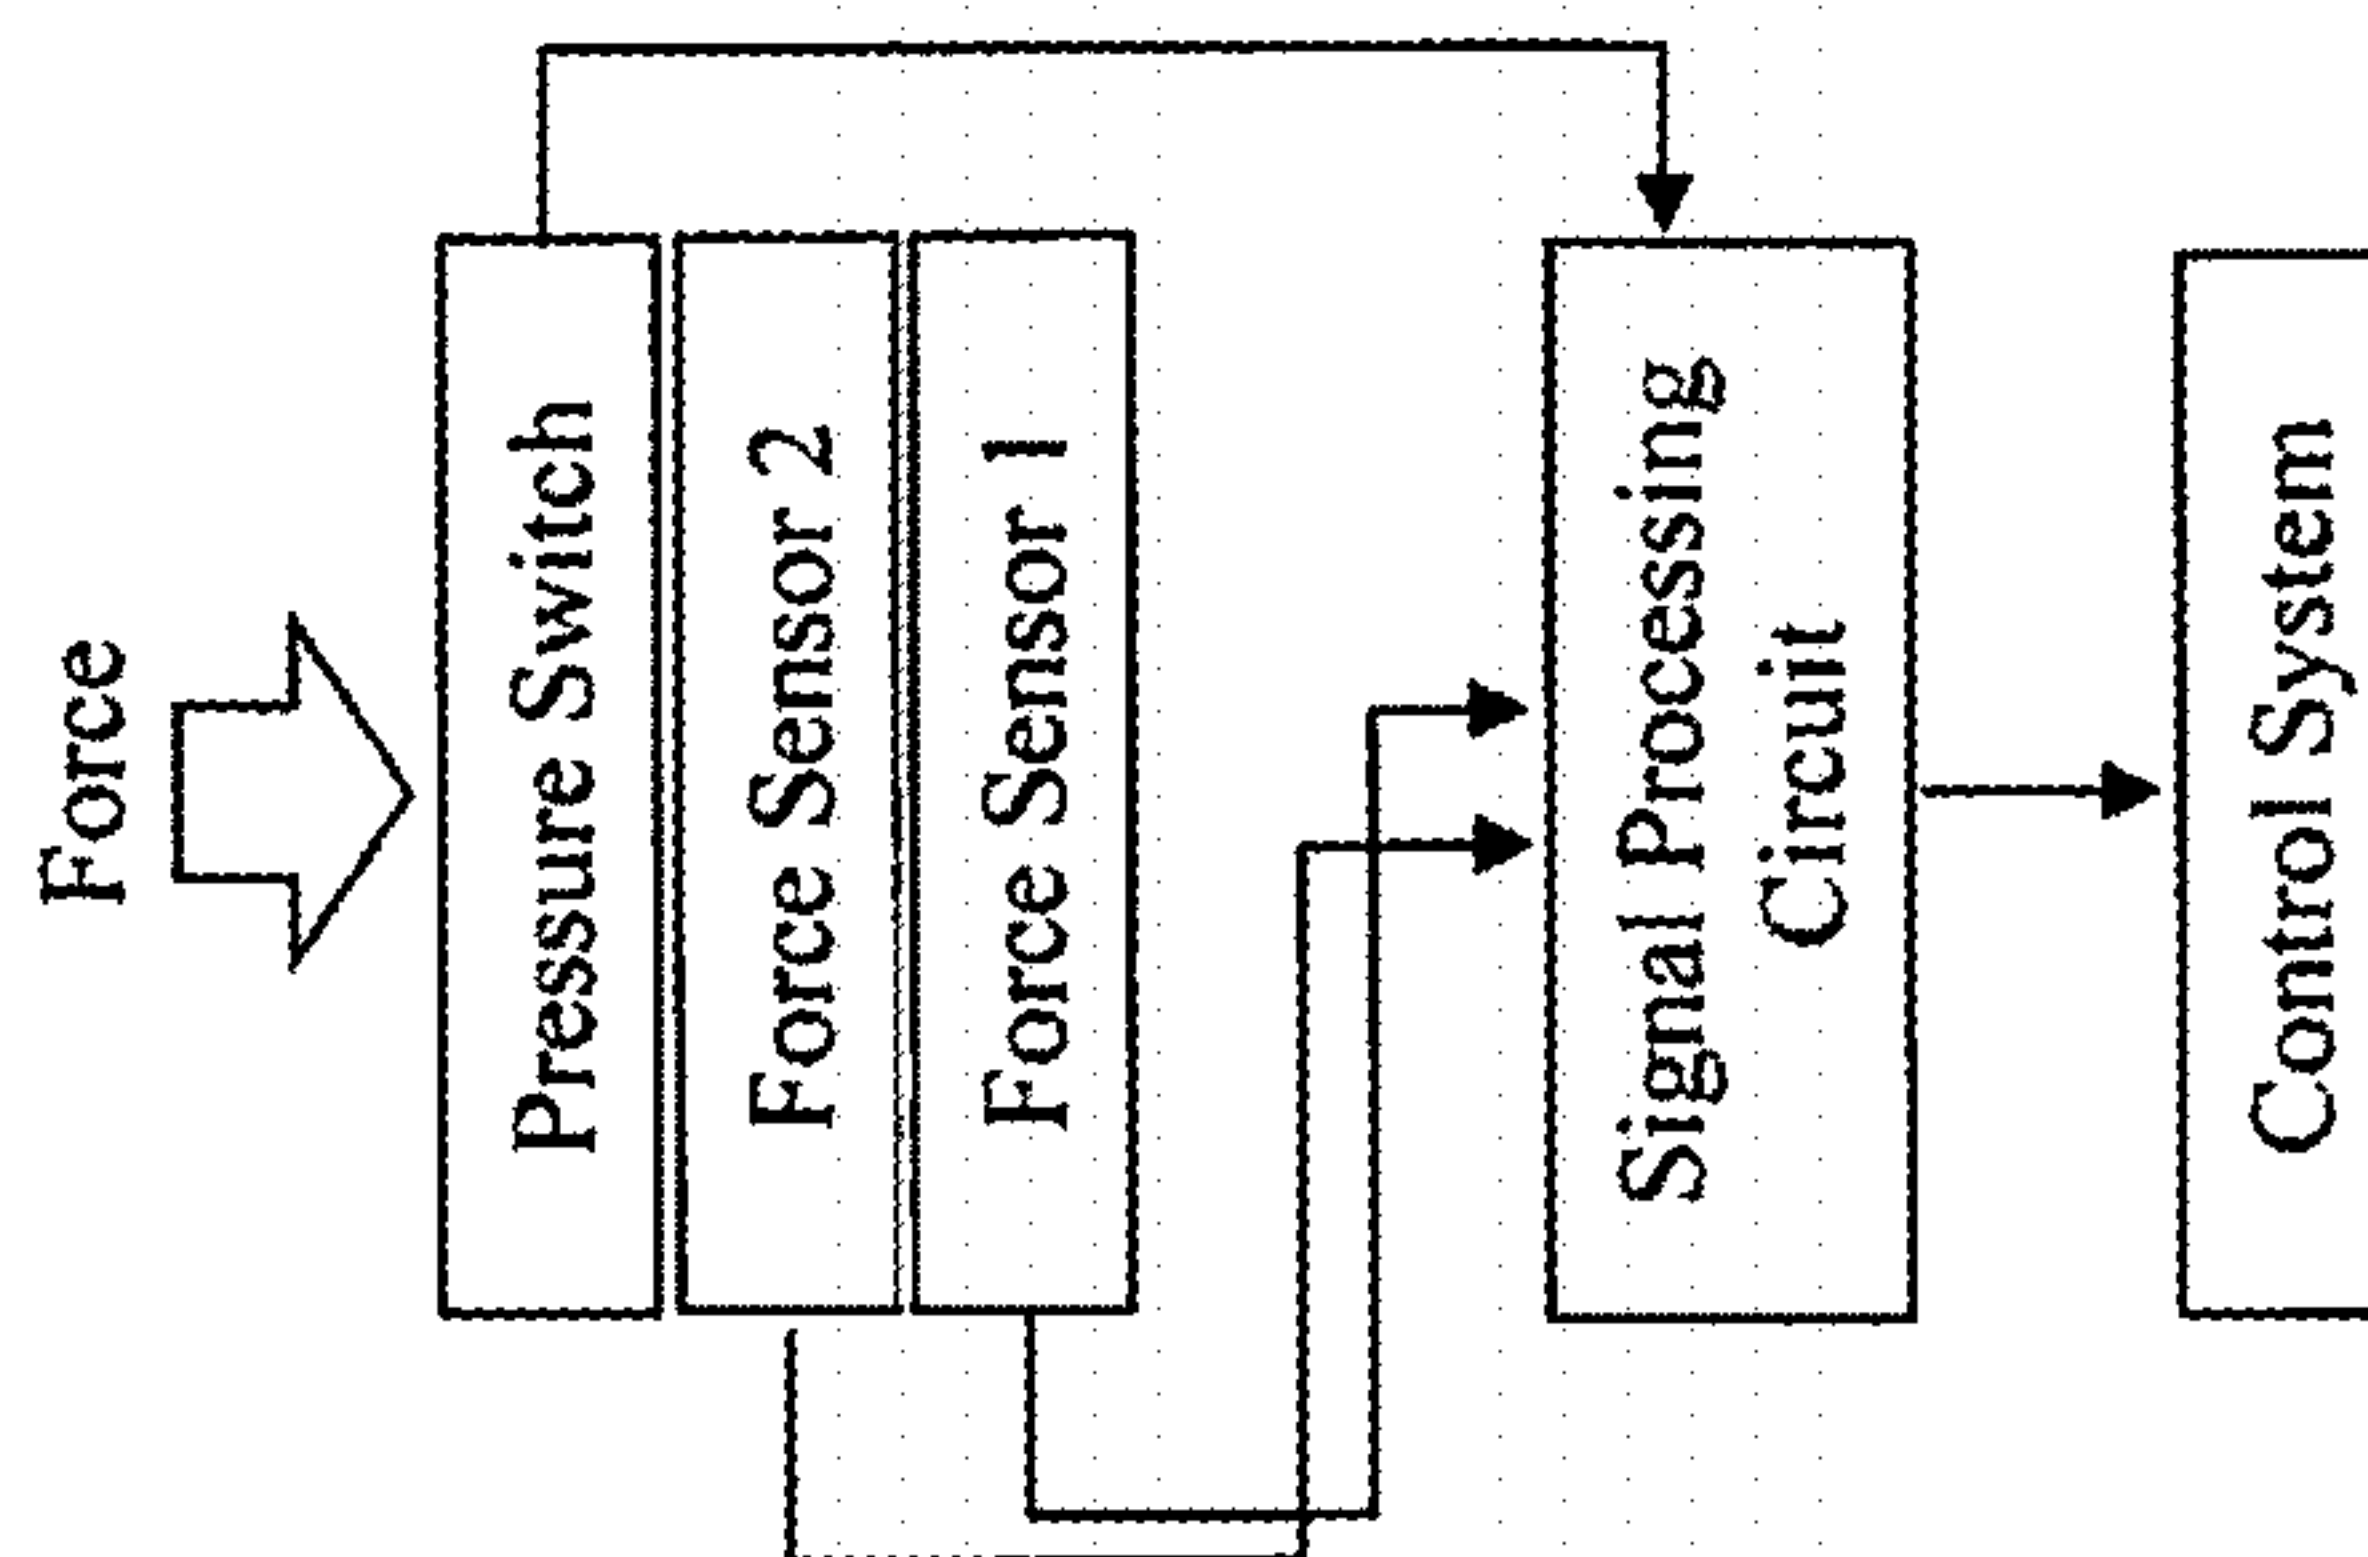 Force
Pressure Switch
Force Sensor 2
Force Sensor 1
Signal Processing
Circuit
Control System